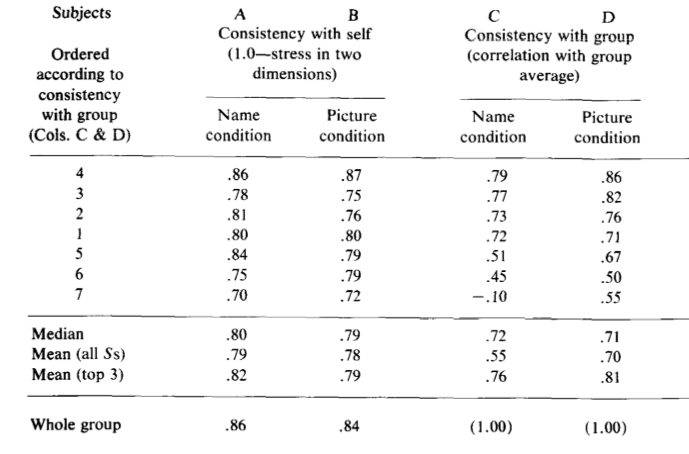 Subjects A B C D
Consistency with self Consistency with group
Ordered (1.0—stress in two (correlation with group
according to dimensions) average)
consistency
with group Name Picture Name Picture
(Cols. C & D) condition condition condition condition
4 .86 .87 .79 .86
3 .78 .75 .77 .82
2 .81 .76 .73 .76
1 .80 .80 .72 .71
5 .84 .79 .51 .67
6 .75 .79 .45 .50
7 .70 .72 −.10 .55
Median .80 .79 .72 .71
Mean (all Ss) .79 .78 .55 .70
Mean (top 3) .82 .79 .76 .81
Whole group .86 .84 (1.00) (1.00)